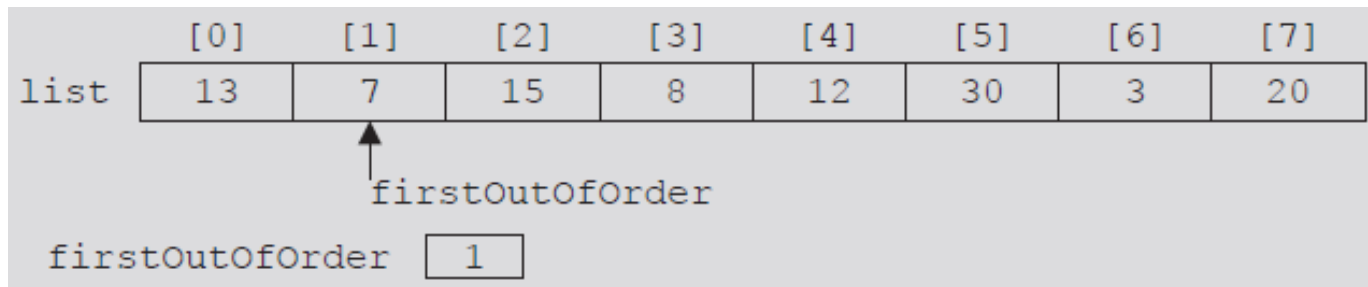 [0] [1] [2] [3] [4] [5] [6] [7]
list 13 7 15 8 12 30 3 20
firstOutOfOrder
firstOutOfOrder 1